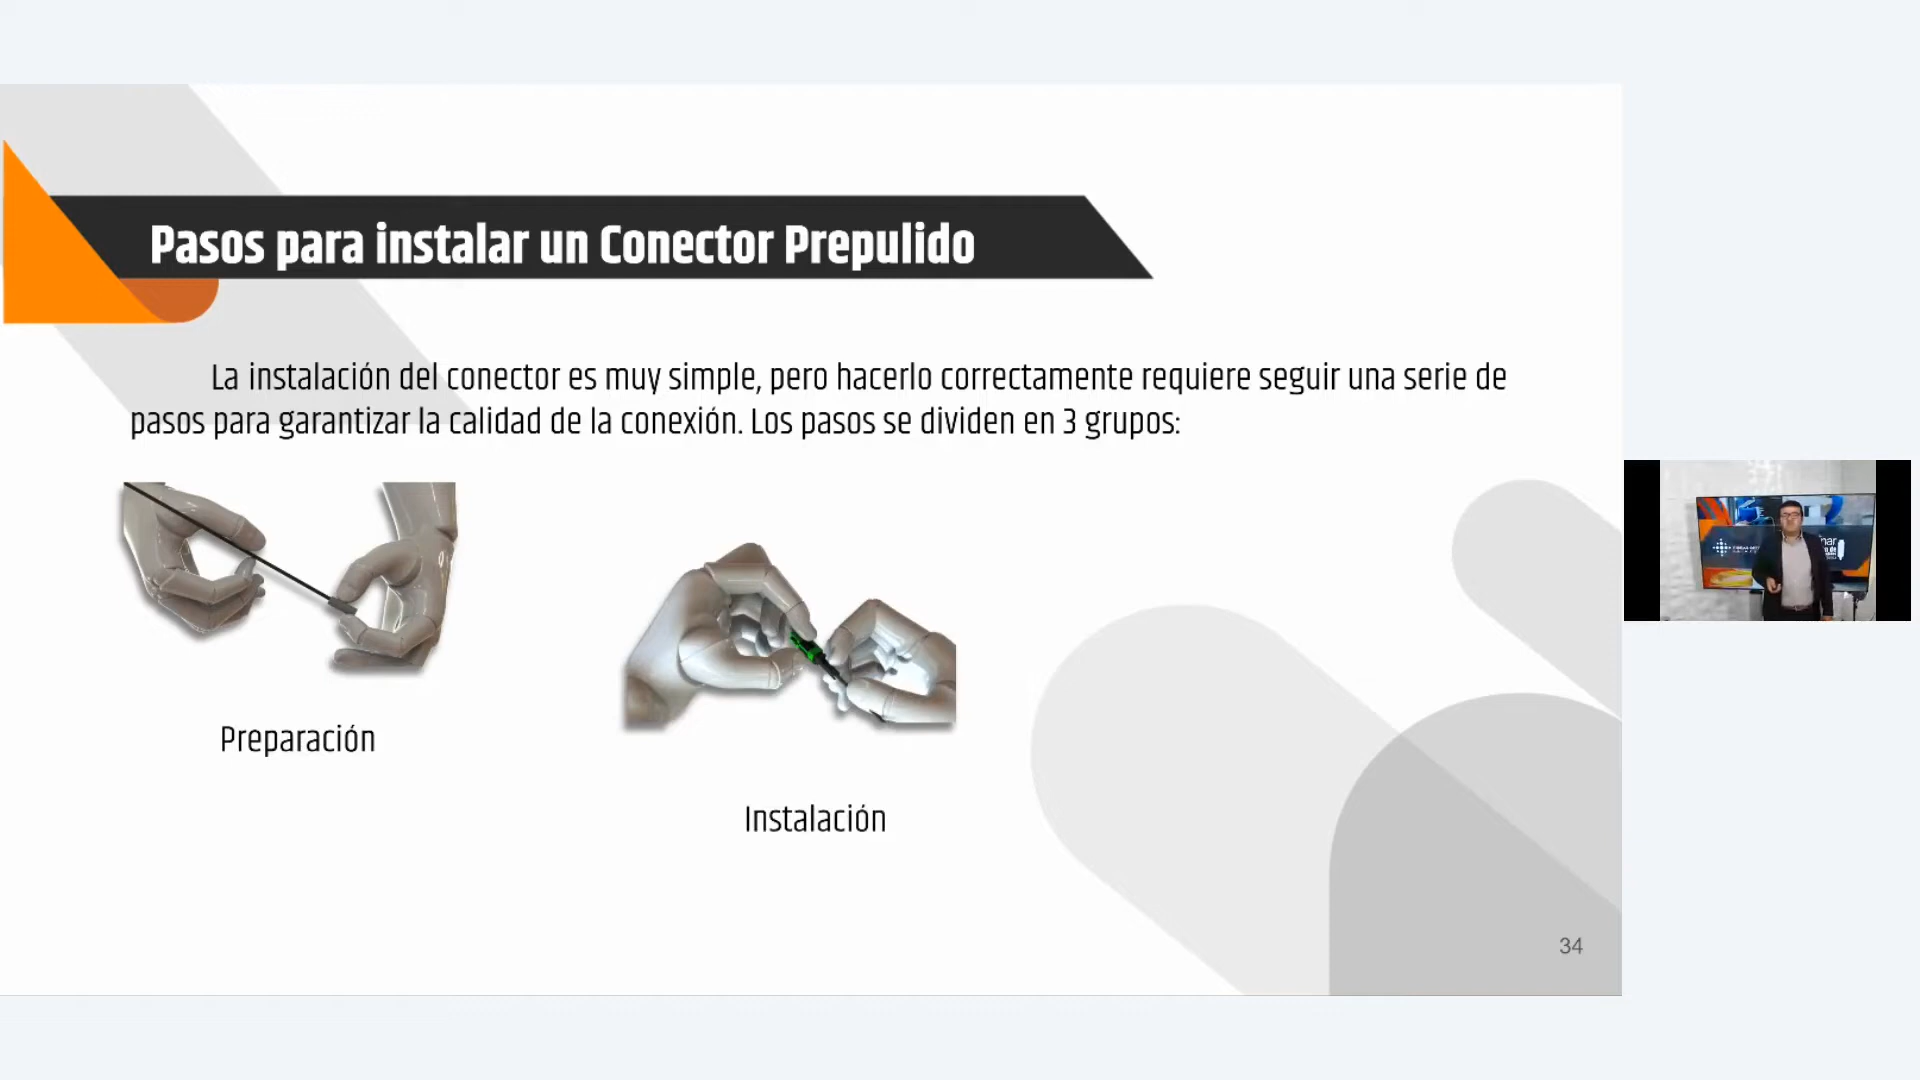 Pasos para instalar un Conector Prepulido
La instalación del conector es muy simple, pero hacerlo correctamente requiere seguir una serie de
pasos para garantizar la calidad de la conexión. Los pasos se dividen en 3 grupos:
Preparación
Instalación
34